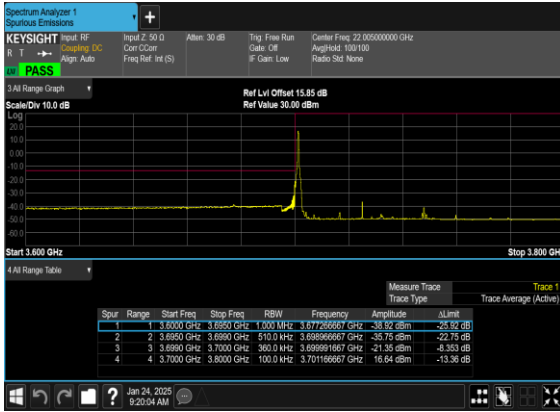 Spectrum Analyzer 1
Spurious Emissions
+
KEYSIGHT
R T
LXI PASS
Input: RF
Coupling: DC
Align: Auto
Input Z: 50 Ω
Corr CCorr
Freq Ref: Int (S)
Atten: 30 dB
Trig: Free Run
Gate: Off
IF Gain: Low
Center Freq: 22.005000000 GHz
Avg|Hold: 100/100
Radio Std: None
3 All Range Graph
Scale/Div 10.0 dB
Ref Lvl Offset 15.85 dB
Ref Value 30.00 dBm
Log
20.0
10.0
0.00
-10.0
-20.0
-30.0
-40.0
-50.0
-60.0
Start 3.600 GHz
Stop 3.800 GH
4 All Range Table
Measure Trace Trace 1
Trace Type Trace Average (Active)
Spur Range Start Freq Stop Freq RBW Frequency Amplitude ΔLimit
1 1 3.6000 GHz 3.6950 GHz 1.000 MHz 3.677266667 GHz -38.92 dBm -25.92 dB
2 2 3.6950 GHz 3.6990 GHz 510.0 kHz 3.698966667 GHz -35.75 dBm -22.75 dB
3 3 3.6990 GHz 3.7000 GHz 360.0 kHz 3.699991667 GHz -21.35 dBm -8.353 dB
4 4 3.7000 GHz 3.8000 GHz 100.0 kHz 3.701166667 GHz 16.64 dBm -13.36 dB
?
Jan 24, 2025
9:20:04 AM